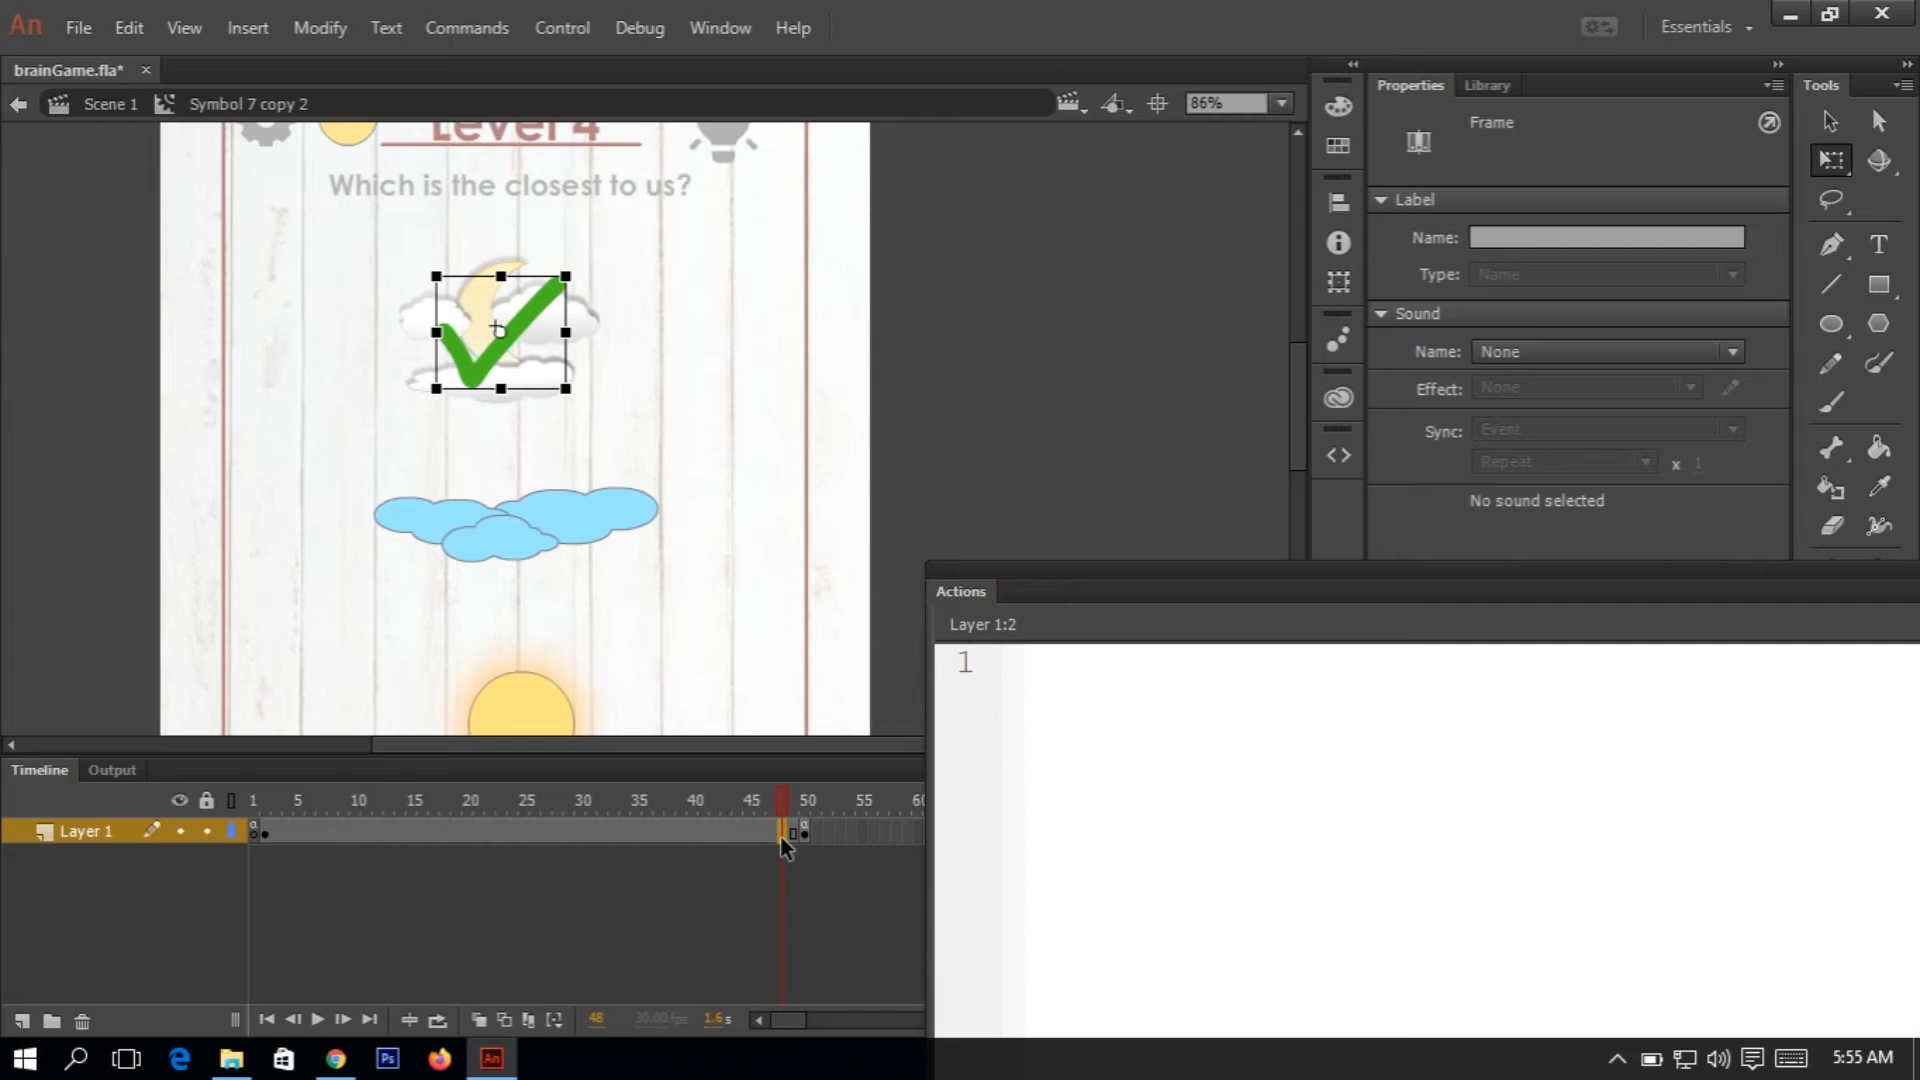 An File Edit View Insert Modify Text Commands Control Debug Window Help Essentials
brainGame.fla* ×
Scene 1 Symbol 7 copy 2 86%
Properties Library
Tools
Frame
Level 4
Which is the closest to us?
Label
Name:
Type: Name
Sound
Name: None
Effect: None
Sync: Event
Repeat x 1
No sound selected
Actions
Layer 1:2
1
Timeline Output
1 5 10 15 20 25 30 35 40 45 50 55 60
Layer 1
48 30.00 fps 1.6 s
Ps An 5:55 AM